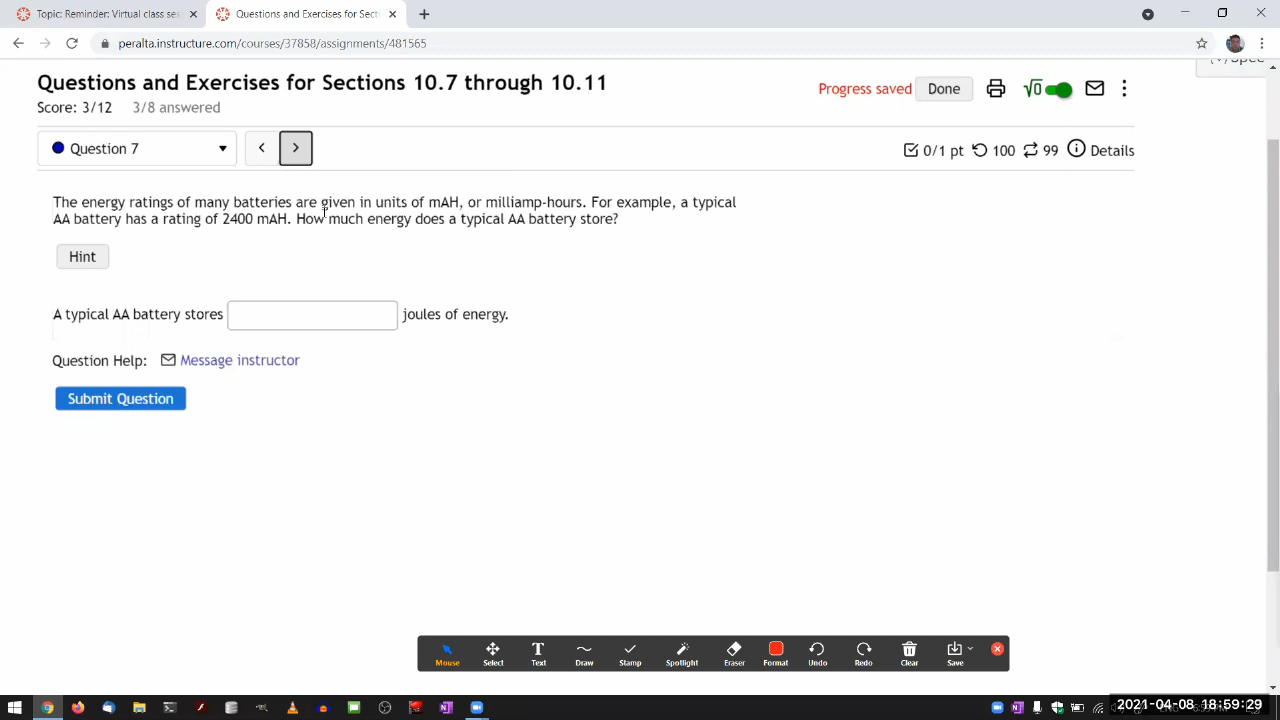 Topic: Reminder: Virtual class ses
Questions and Exercises for Secti
peralta.instructure.com/courses/37858/assignments/481565
Questions and Exercises for Sections 10.7 through 10.11
Progress saved
Done
√0
Score: 3/12 3/8 answered
Question 7
0/1 pt 100 99 Details
The energy ratings of many batteries are given in units of mAH, or milliamp-hours. For example, a typical
AA battery has a rating of 2400 mAH. How much energy does a typical AA battery store?
Hint
A typical AA battery stores joules of energy.
Question Help: Message instructor
Submit Question
Mouse Select Text Draw Stamp Spotlight Eraser Format Undo Redo Clear Save
2021-04-08 18:59:29